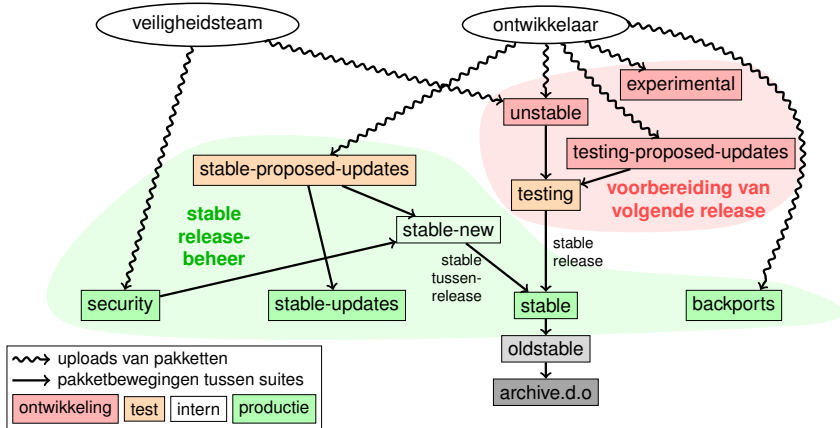 veiligheidsteam
ontwikkelaar
experimental
unstable
testing-proposed-updates
stable-proposed-updates
testing
voorbereiding van
volgende release
stable
release-
beheer
stable-new
stable
tussen-
release
stable
release
security
stable-updates
stable
backports
oldstable
archive.d.o
uploads van pakketten
pakketbewegingen tussen suites
ontwikkeling
test
intern
productie